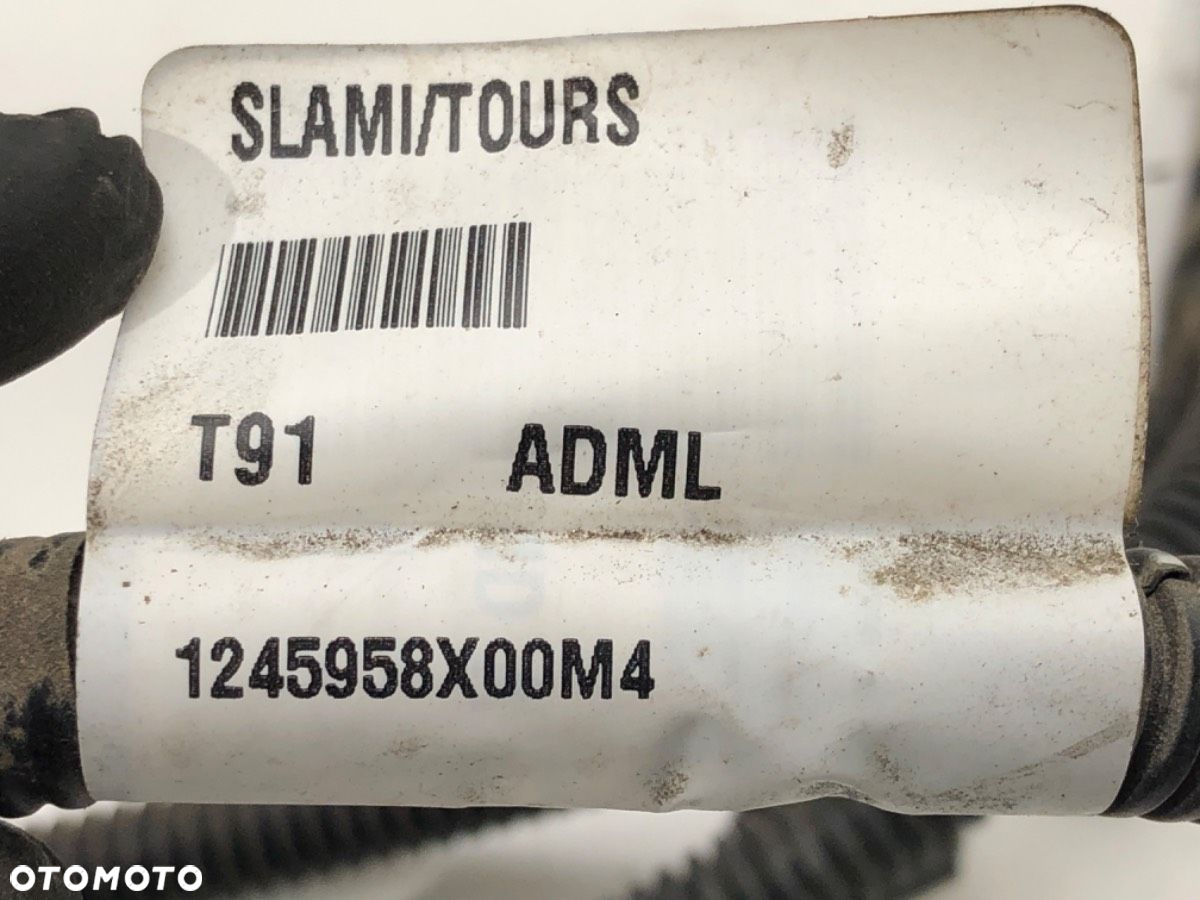 SLAMI/TOURS
T91 ADML
1245958X00M4
OTOMOTO